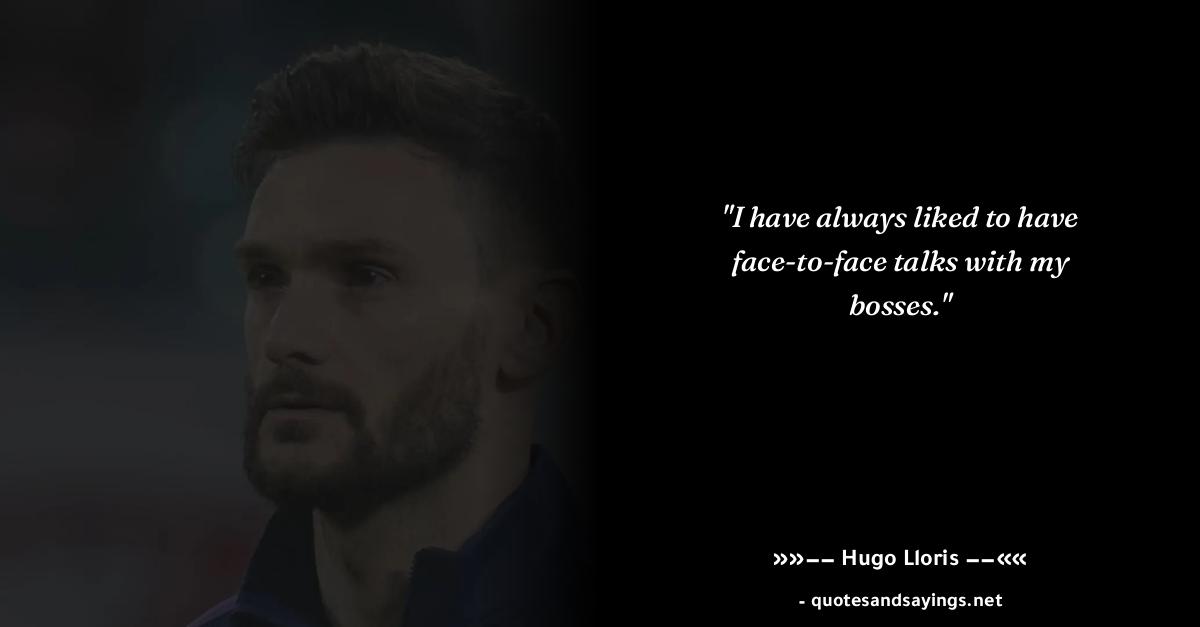 "I have always liked to have
face-to-face talks with my
bosses."
»»–– Hugo Lloris ––««
- quotesandsayings.net